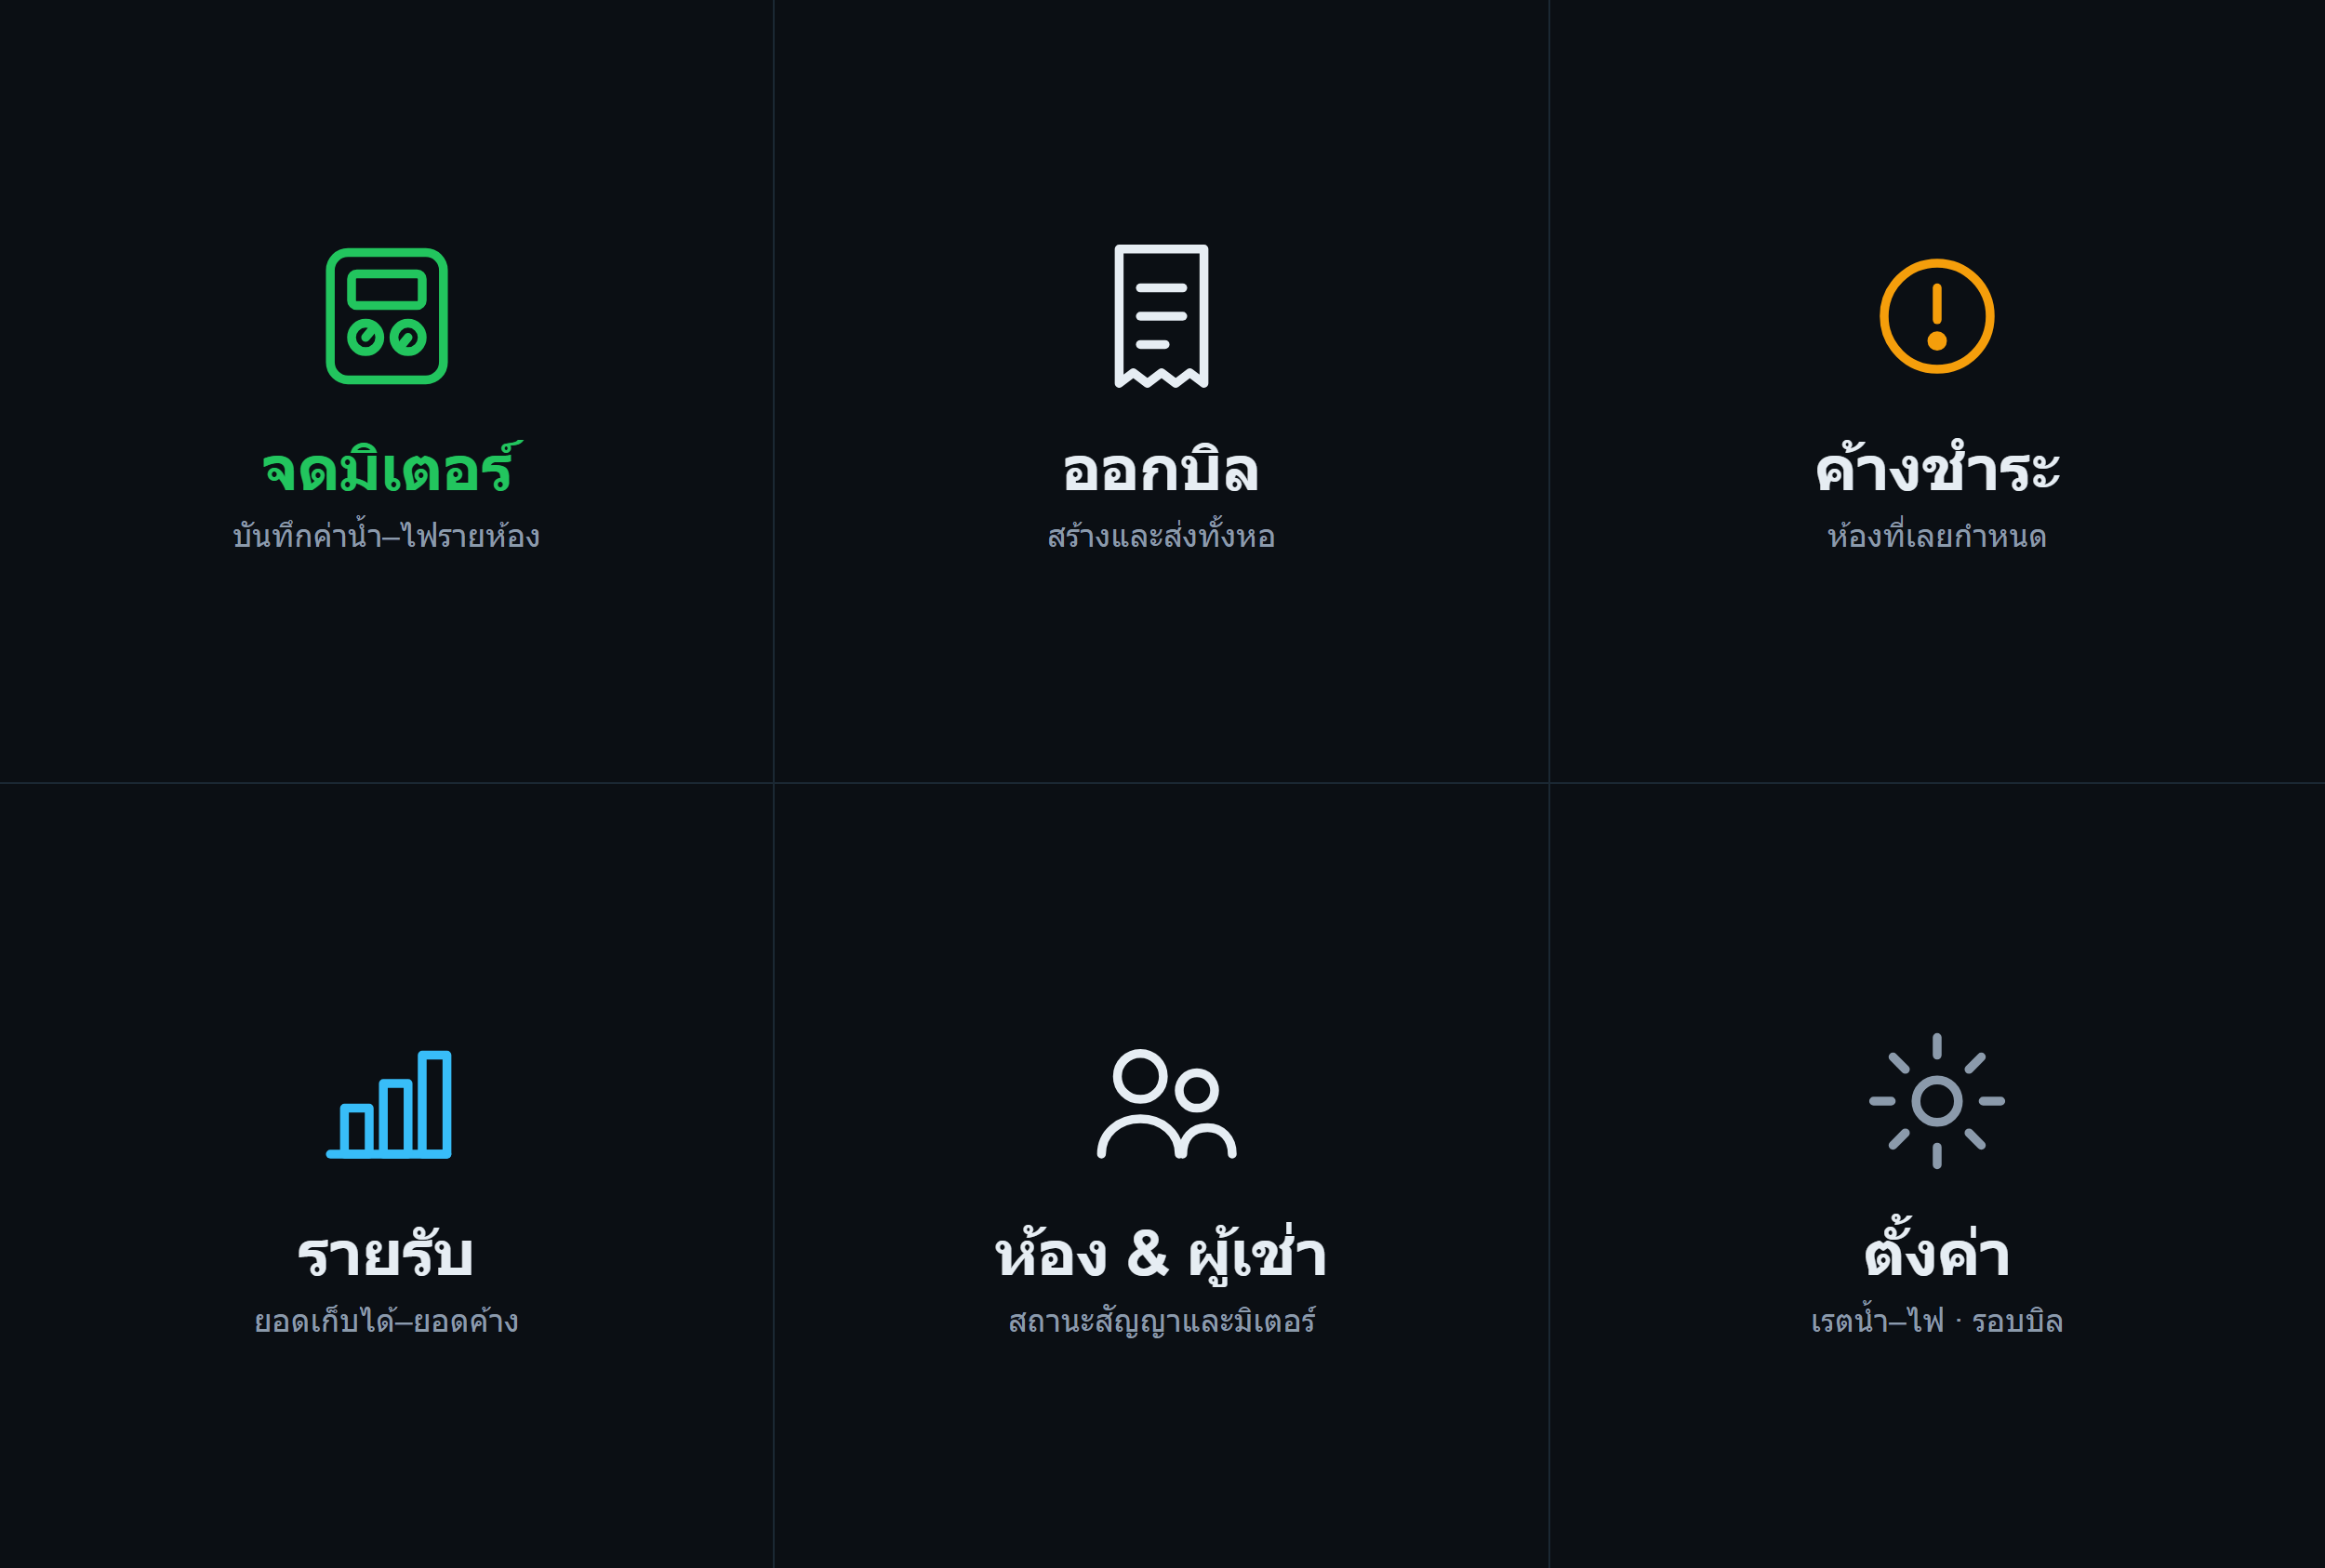 จดมิเตอร์
บันทึกค่าน้ำ–ไฟรายห้อง
ออกบิล
สร้างและส่งทั้งหอ
ค้างชำระ
ห้องที่เลยกำหนด
รายรับ
ยอดเก็บได้–ยอดค้าง
ห้อง & ผู้เช่า
สถานะสัญญาและมิเตอร์
ตั้งค่า
เรตน้ำ–ไฟ · รอบบิล